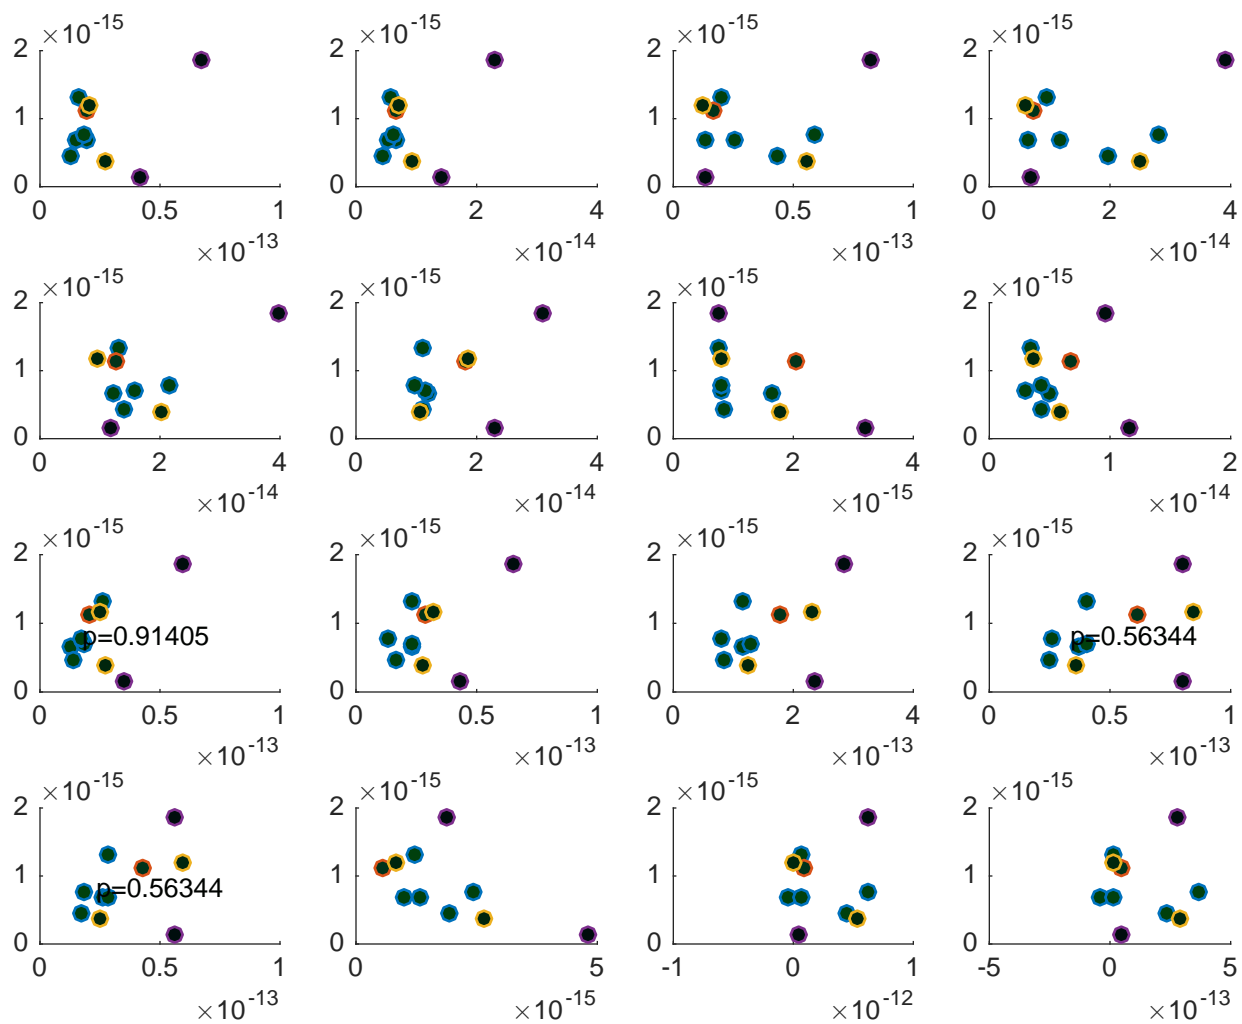 ×10-15 ×10-15 ×10-15 ×10-15
2 2 2 2
1 1 1 1
0 0 0 0
0 0.5 1 0 2 4 0 0.5 1 0 2 4
×10-13 ×10-14 ×10-13 ×10-14
×10-15 ×10-15 ×10-15 ×10-15
2 2 2 2
1 1 1 1
0 0 0 0
0 2 4 0 2 4 0 2 4 0 1 2
×10-14 ×10-14 ×10-15 ×10-14
×10-15 ×10-15 ×10-15 ×10-15
2 2 2 2
1 1 1 1
p=0.91405 p=0.56344
0 0 0 0
0 0.5 1 0 0.5 1 0 2 4 0 0.5 1
×10-13 ×10-13 ×10-13 ×10-13
×10-15 ×10-15 ×10-15 ×10-15
2 2 2 2
1 1 1 1
p=0.56344
0 0 0 0
0 0.5 1 0 5 -1 0 1 -5 0 5
×10-13 ×10-15 ×10-12 ×10-13